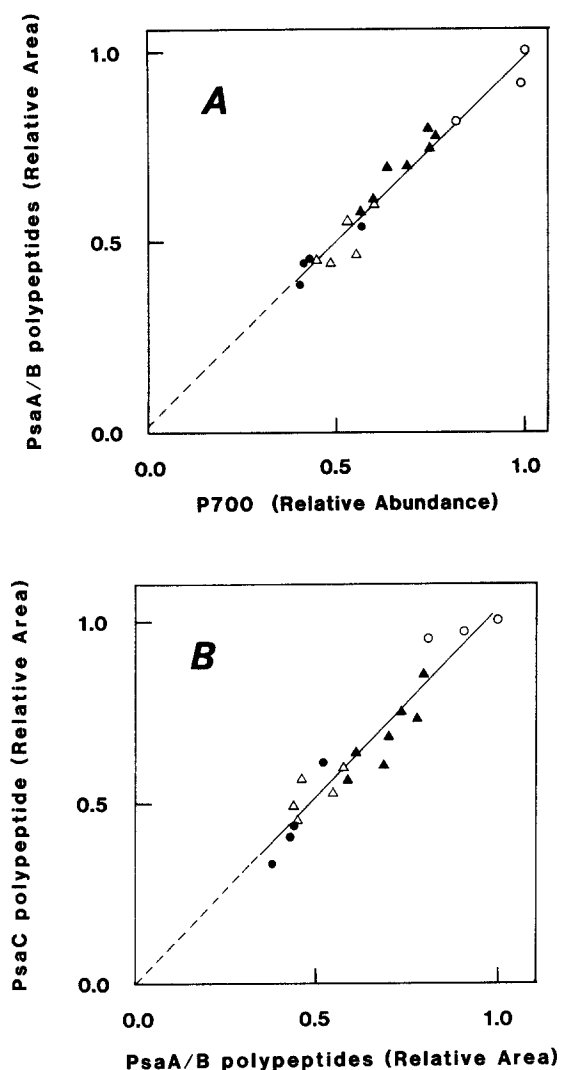 A
PsaA/B polypeptides (Relative Area)
1.0
0.5
0.0
0.0 0.5 1.0
P700 (Relative Abundance)
B
PsaC polypeptide (Relative Area)
1.0
0.5
0.0
0.0 0.5 1.0
PsaA/B polypeptides (Relative Area)